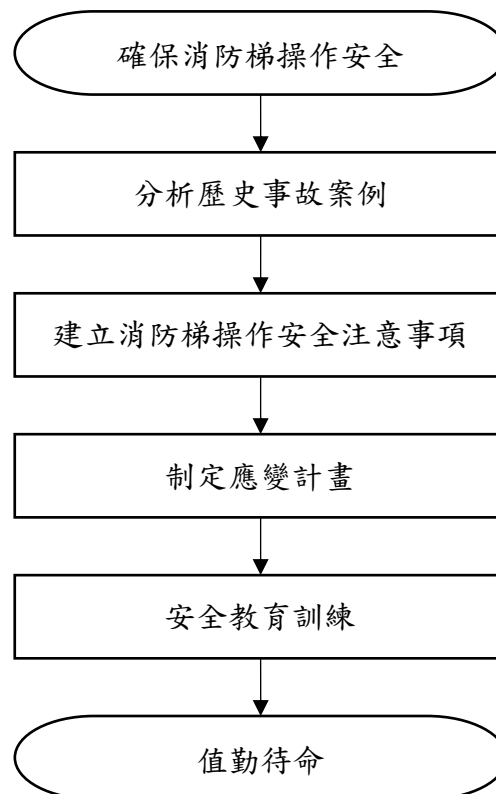 確保消防梯操作安全
分析歷史事故案例
建立消防梯操作安全注意事項
制定應變計畫
安全教育訓練
值勤待命